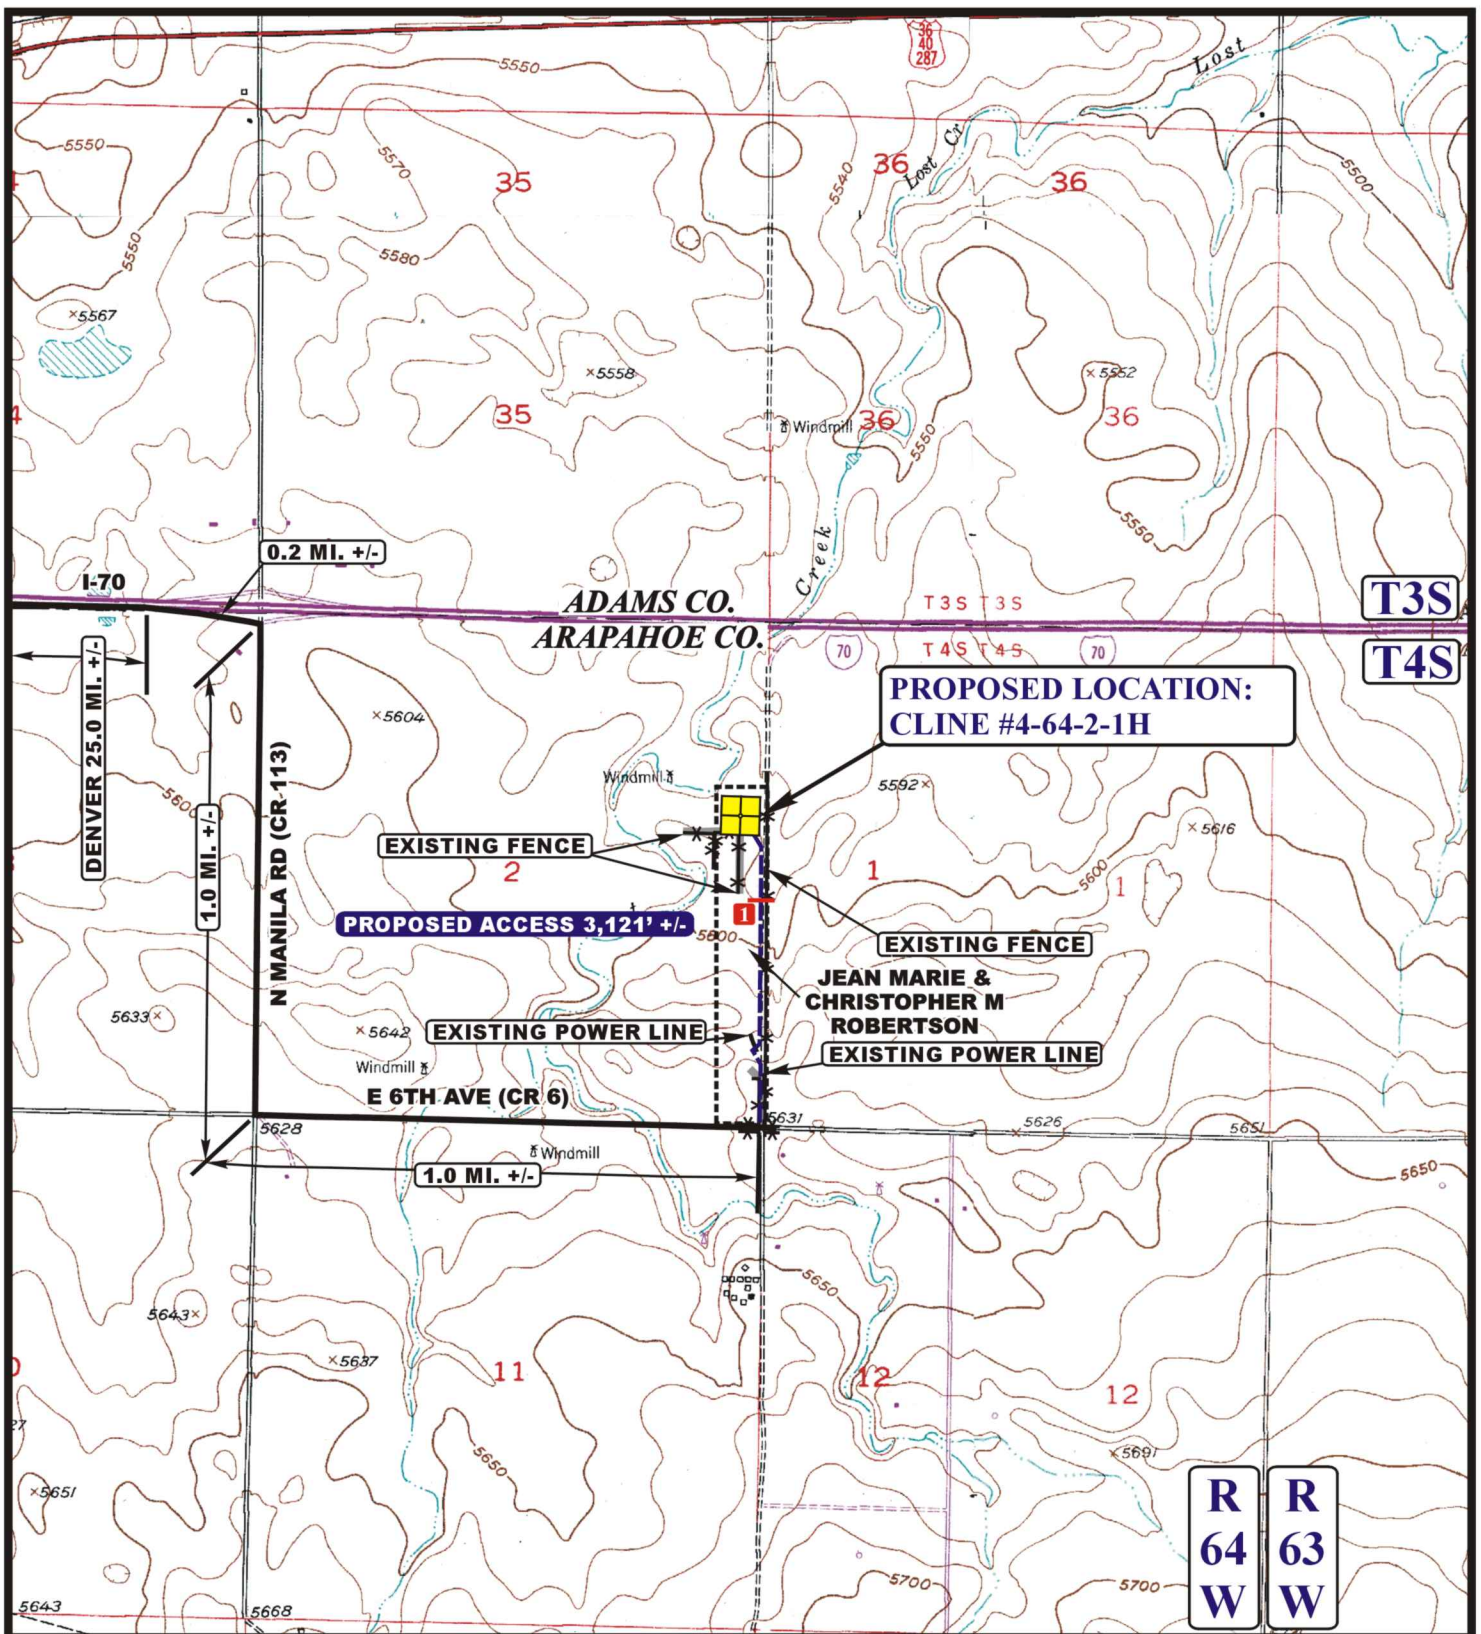 36
40
287
Lost
5550
5550
5570
35
5540
36
Lost Cr
36
5500
5550
5580
5567
5558
5552
35
Windmill
36
36
5550
5550
Creek
0.2 MI. +/-
I-70
ADAMS CO.
T3S T3S
T3S
ARAPAHOE CO.
70
T4S T4S
70
T4S
DENVER 25.0 MI. +/-
PROPOSED LOCATION:
CLINE #4-64-2-1H
5604
N MANILA RD (CR 113)
Windmill
5592
5600
1.0 MI. +/-
5616
EXISTING FENCE
2
1
5600
1
1
PROPOSED ACCESS 3,121' +/-
5600
EXISTING FENCE
JEAN MARIE &
CHRISTOPHER M
ROBERTSON
5633
5642
EXISTING POWER LINE
EXISTING POWER LINE
Windmill
E 6TH AVE (CR 6)
5628
5631
5626
5651
Windmill
1.0 MI. +/-
5650
5650
5643
5637
11
12
12
5650
5691
5651
R
64
W
R
63
W
5700
5700
5643
5668